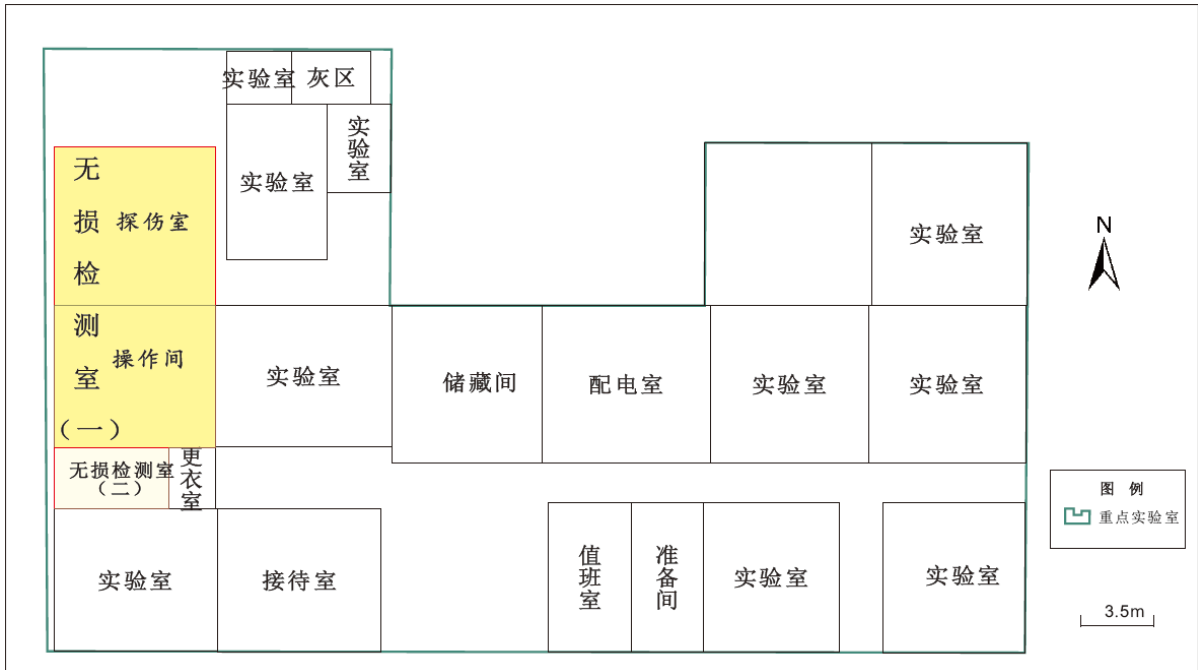 实验室
灰区
实验室
实验室
无损检测室
（一）
探伤室
操作间
实验室
N
实验室
储藏间
配电室
实验室
实验室
无损检测室
（二）
更衣室
图 例
重点实验室
实验室
接待室
值班室
准备间
实验室
实验室
3.5m